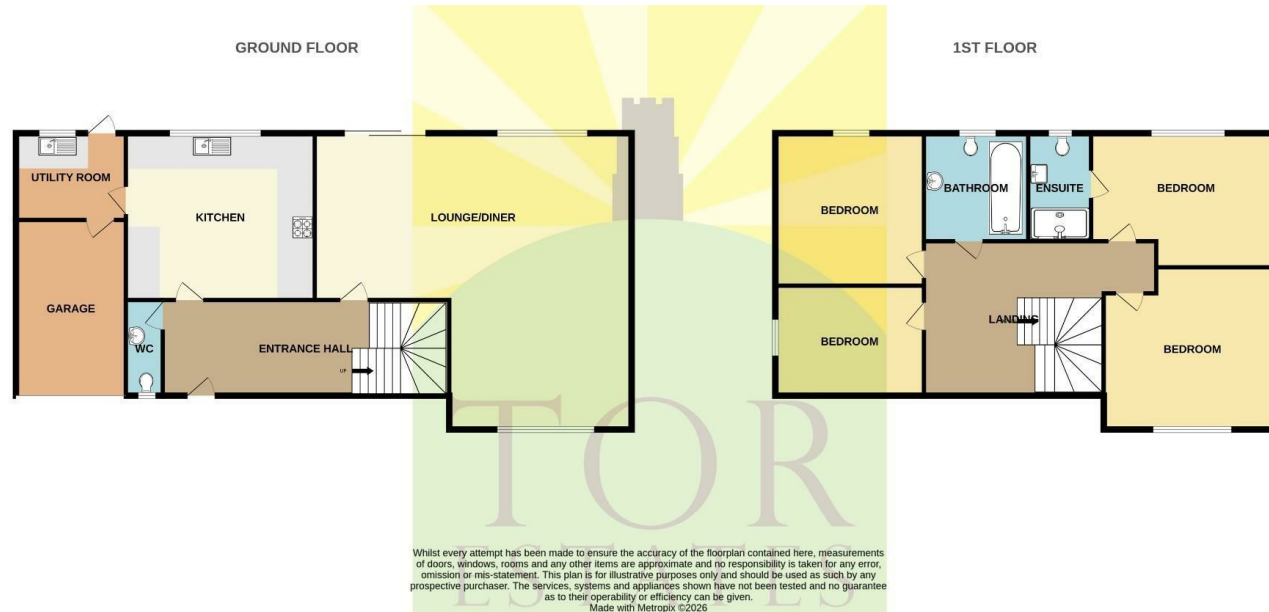 GROUND FLOOR
1ST FLOOR
UTILITY ROOM
KITCHEN
LOUNGE/DINER
GARAGE
WC
ENTRANCE HALL
UP
BEDROOM
BATHROOM
ENSUITE
BEDROOM
BEDROOM
LANDING
BEDROOM
TOR
ESTATES
Whilst every attempt has been made to ensure the accuracy of the floorplan contained here, measurements
of doors, windows, rooms and any other items are approximate and no responsibility is taken for any error,
omission or mis-statement. This plan is for illustrative purposes only and should be used as such by any
prospective purchaser. The services, systems and appliances shown have not been tested and no guarantee
as to their operability or efficiency can be given.
Made with Metropix ©2026